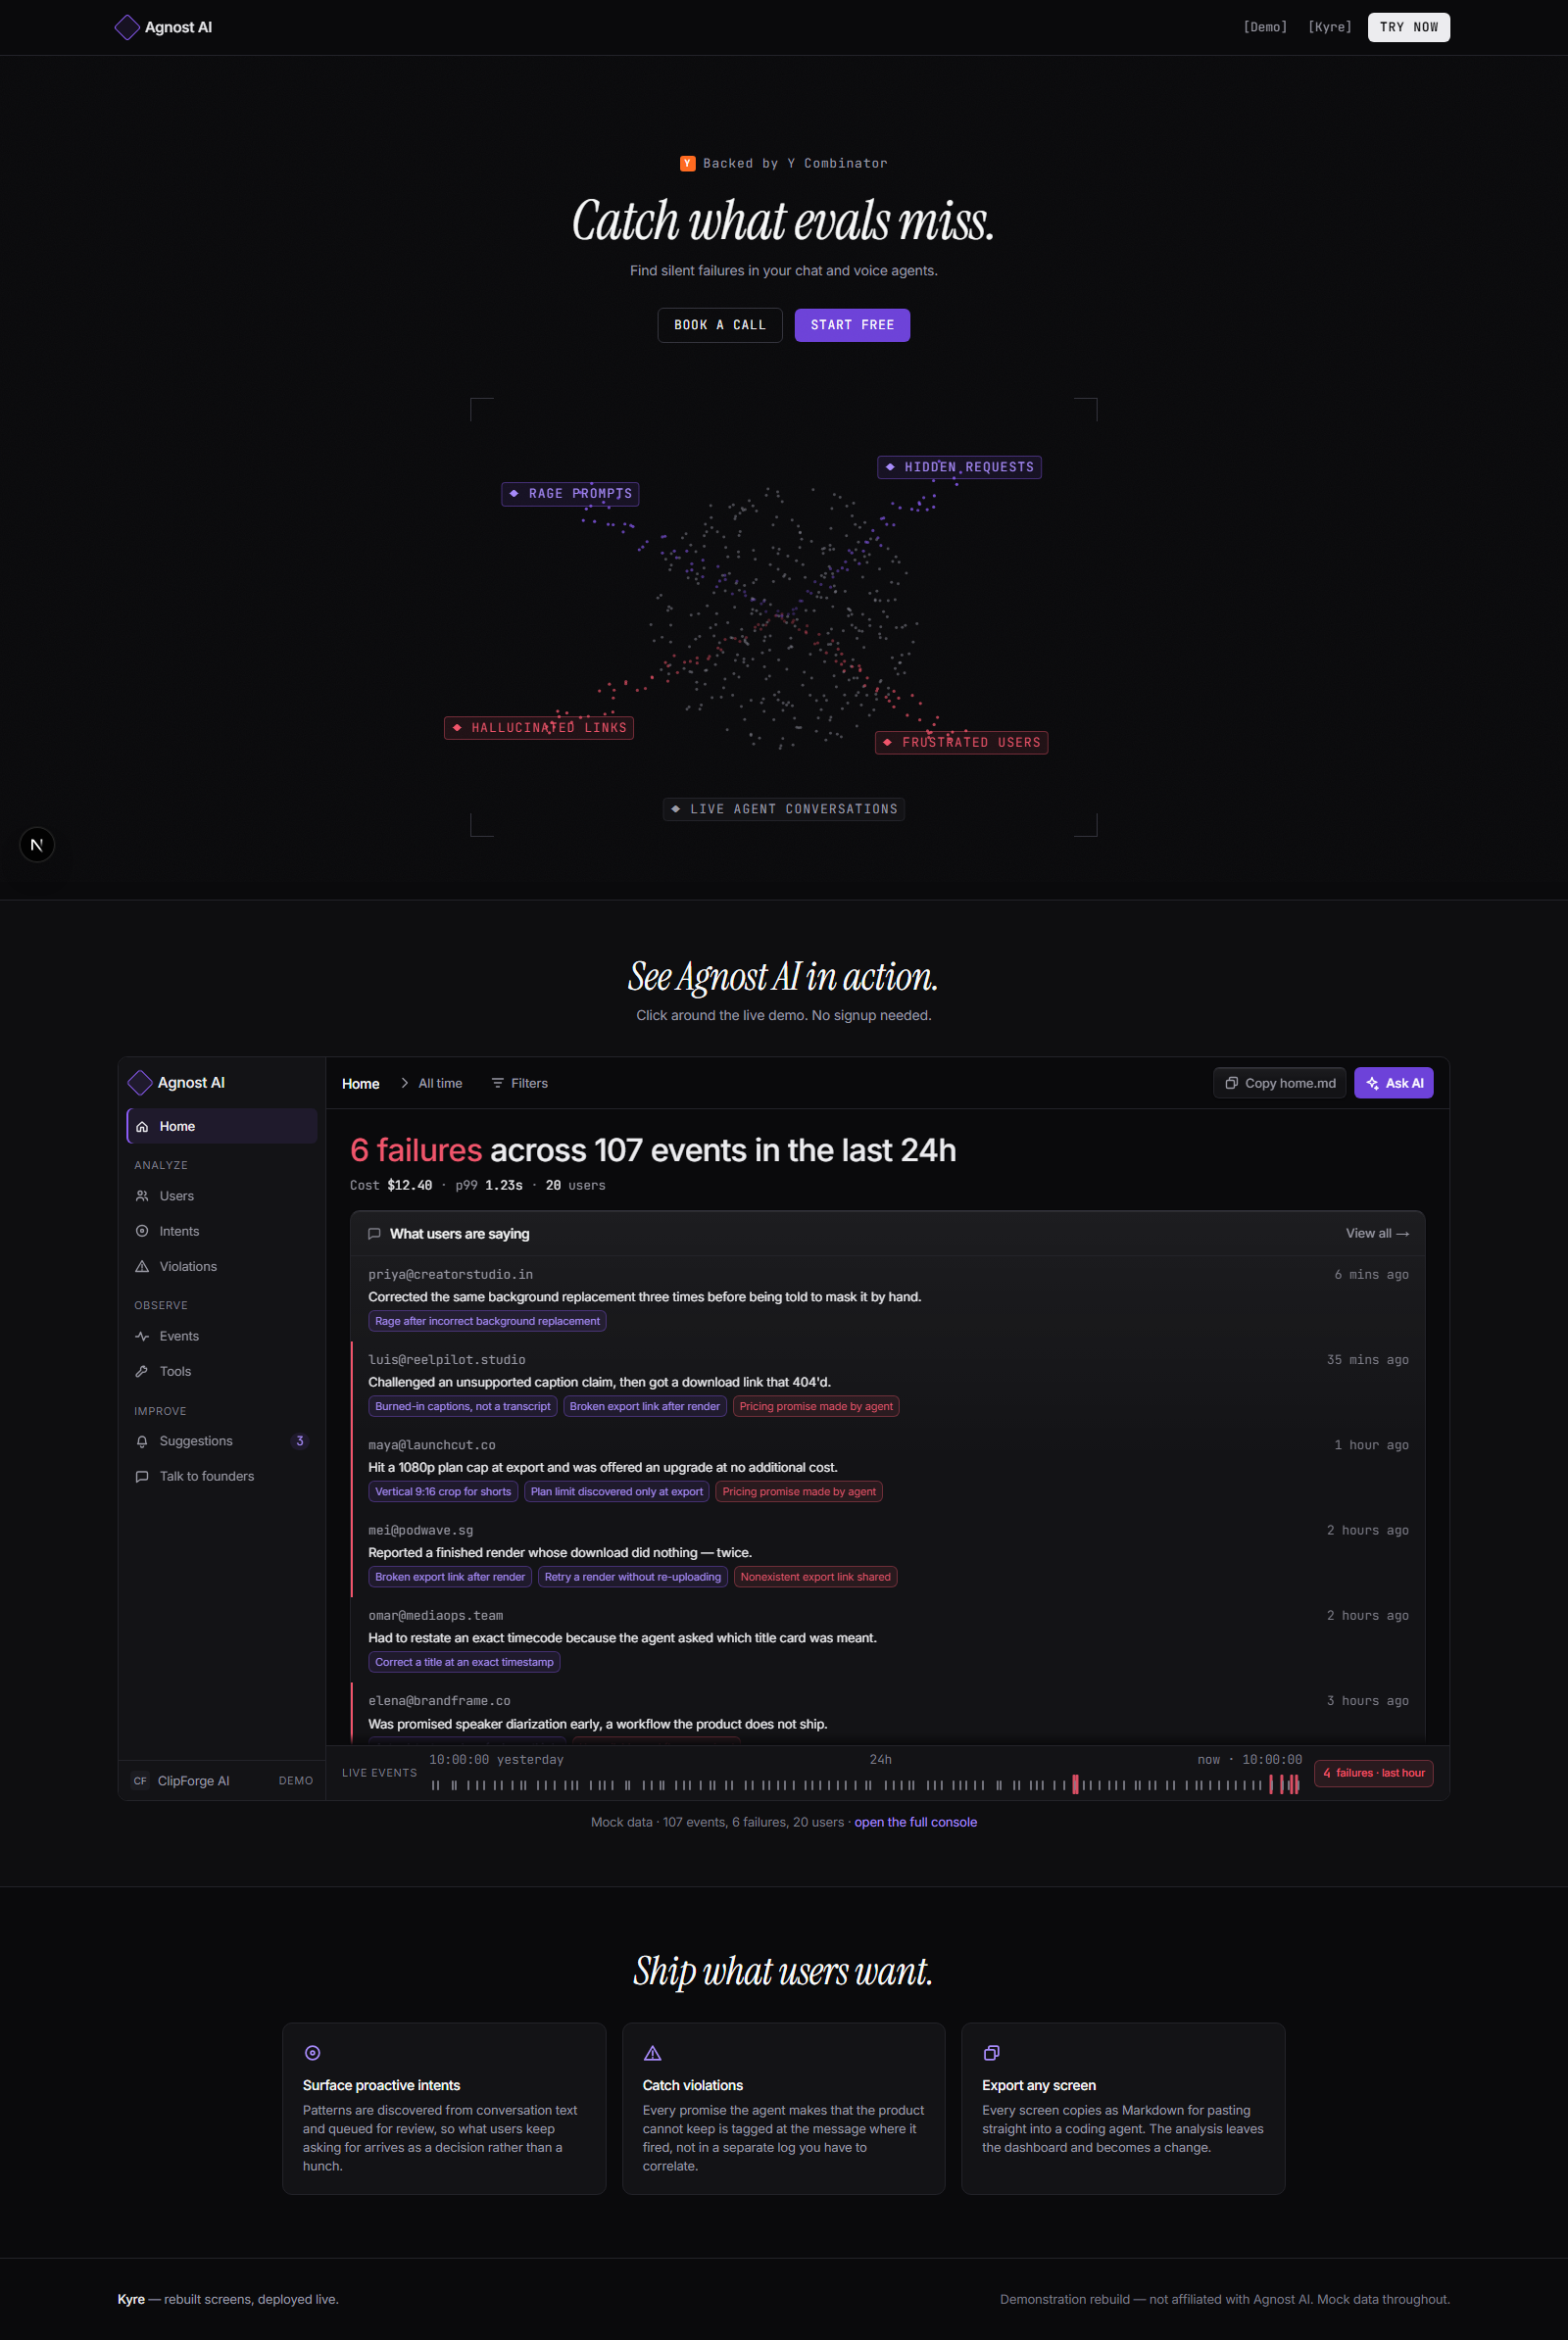 Agnost AI
[Demo]
[Kyre]
TRY NOW
Y Backed by Y Combinator
Catch what evals miss.
Find silent failures in your chat and voice agents.
BOOK A CALL
START FREE
HIDDEN REQUESTS
RAGE PROMPTS
HALLUCINATED LINKS
FRUSTRATED USERS
LIVE AGENT CONVERSATIONS
N
See Agnost AI in action.
Click around the live demo. No signup needed.
Agnost AI
Home
ANALYZE
Users
Intents
Violations
OBSERVE
Events
Tools
IMPROVE
Suggestions 3
Talk to founders
CF ClipForge AI DEMO
Home
All time
Filters
Copy home.md
Ask AI
6 failures across 107 events in the last 24h
Cost $12.40 · p99 1.23s · 20 users
What users are saying
View all →
priya@creatorstudio.in 6 mins ago
Corrected the same background replacement three times before being told to mask it by hand.
Rage after incorrect background replacement
luis@reelpilot.studio 35 mins ago
Challenged an unsupported caption claim, then got a download link that 404'd.
Burned-in captions, not a transcript Broken export link after render Pricing promise made by agent
maya@launchcut.co 1 hour ago
Hit a 1080p plan cap at export and was offered an upgrade at no additional cost.
Vertical 9:16 crop for shorts Plan limit discovered only at export Pricing promise made by agent
mei@podwave.sg 2 hours ago
Reported a finished render whose download did nothing — twice.
Broken export link after render Retry a render without re-uploading Nonexistent export link shared
omar@mediaops.team 2 hours ago
Had to restate an exact timecode because the agent asked which title card was meant.
Correct a title at an exact timestamp
elena@brandframe.co 3 hours ago
Was promised speaker diarization early, a workflow the product does not ship.
LIVE EVENTS
10:00:00 yesterday 24h now · 10:00:00
4 failures · last hour
Mock data · 107 events, 6 failures, 20 users · open the full console
Ship what users want.
Surface proactive intents
Patterns are discovered from conversation text
and queued for review, so what users keep
asking for arrives as a decision rather than a
hunch.
Catch violations
Every promise the agent makes that the product
cannot keep is tagged at the message where it
fired, not in a separate log you have to
correlate.
Export any screen
Every screen copies as Markdown for pasting
straight into a coding agent. The analysis leaves
the dashboard and becomes a change.
Kyre — rebuilt screens, deployed live.
Demonstration rebuild — not affiliated with Agnost AI. Mock data throughout.